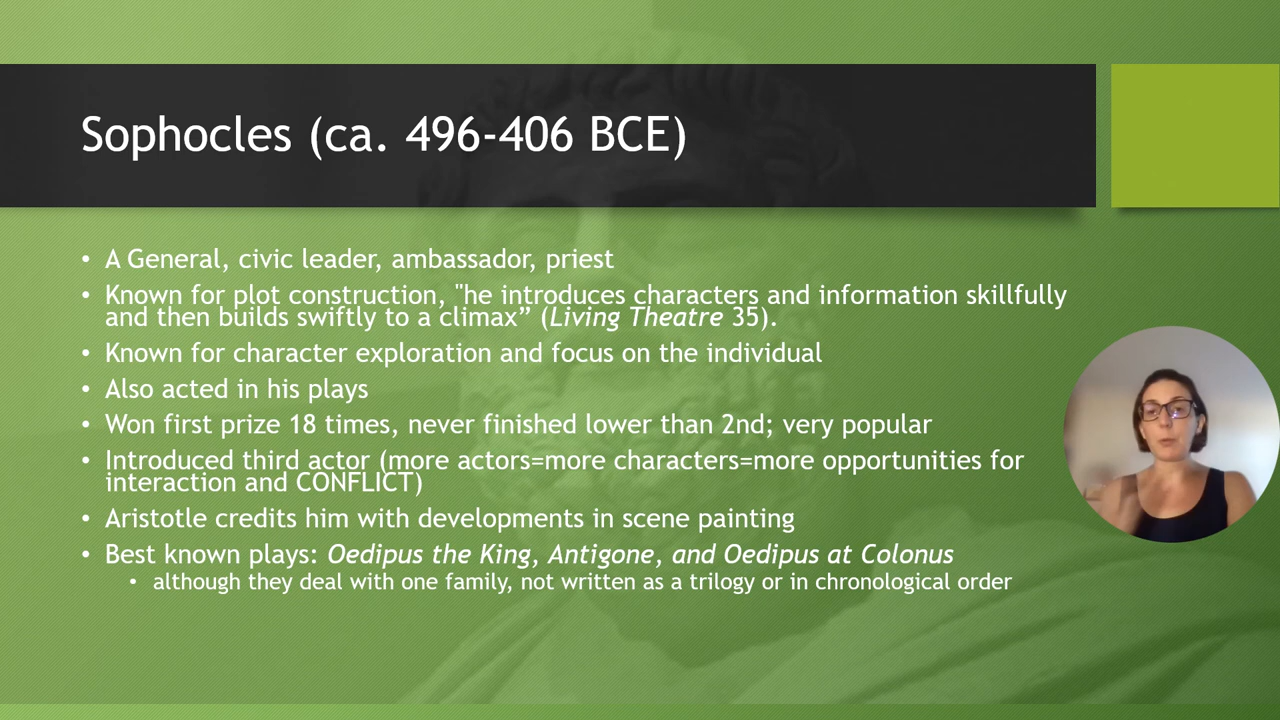 Sophocles (ca. 496-406 BCE)
• A General, civic leader, ambassador, priest
• Known for plot construction, "he introduces characters and information skillfully
and then builds swiftly to a climax” (Living Theatre 35).
• Known for character exploration and focus on the individual
• Also acted in his plays
• Won first prize 18 times, never finished lower than 2nd; very popular
• Introduced third actor (more actors=more characters=more opportunities for
interaction and CONFLICT)
• Aristotle credits him with developments in scene painting
• Best known plays: Oedipus the King, Antigone, and Oedipus at Colonus
• although they deal with one family, not written as a trilogy or in chronological order